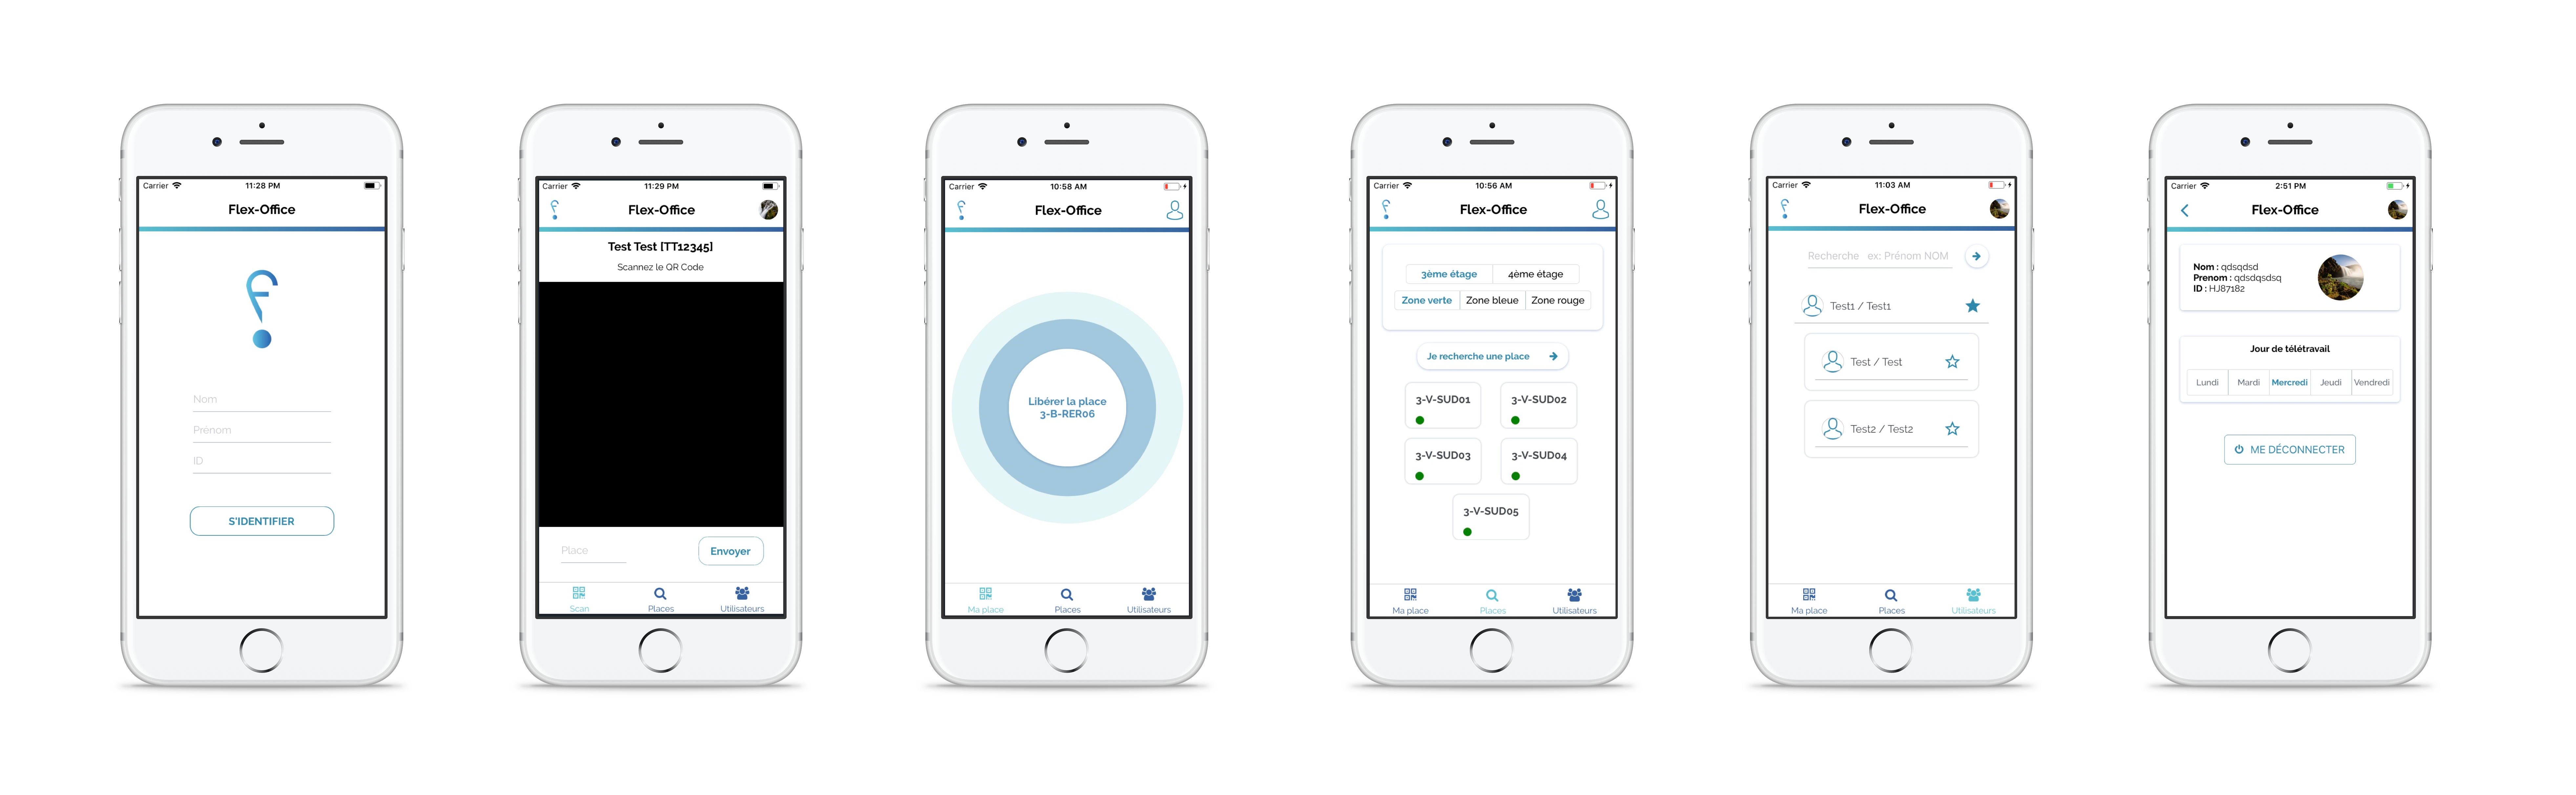 Carrier 11:28 PM
Flex-Office
Nom
Prénom
ID
S'IDENTIFIER
Carrier 11:29 PM
Flex-Office
Test Test [TT12345]
Scannez le QR Code
Place Envoyer
Scan Places Utilisateurs
Carrier 10:58 AM
Flex-Office
Libérer la place
3-B-RER06
Ma place Places Utilisateurs
Carrier 10:56 AM
Flex-Office
3ème étage 4ème étage
Zone verte Zone bleue Zone rouge
Je recherche une place
3-V-SUD01 3-V-SUD02
3-V-SUD03 3-V-SUD04
3-V-SUD05
Ma place Places Utilisateurs
Carrier 11:03 AM
Flex-Office
Recherche ex: Prénom NOM
Test1 / Test1
Test / Test
Test2 / Test2
Ma place Places Utilisateurs
Carrier 2:51 PM
Flex-Office
Nom : qdsqdsd
Prenom : qdsdqsdsq
ID : HJ87182
Jour de télétravail
Lundi Mardi Mercredi Jeudi Vendredi
ME DÉCONNECTER